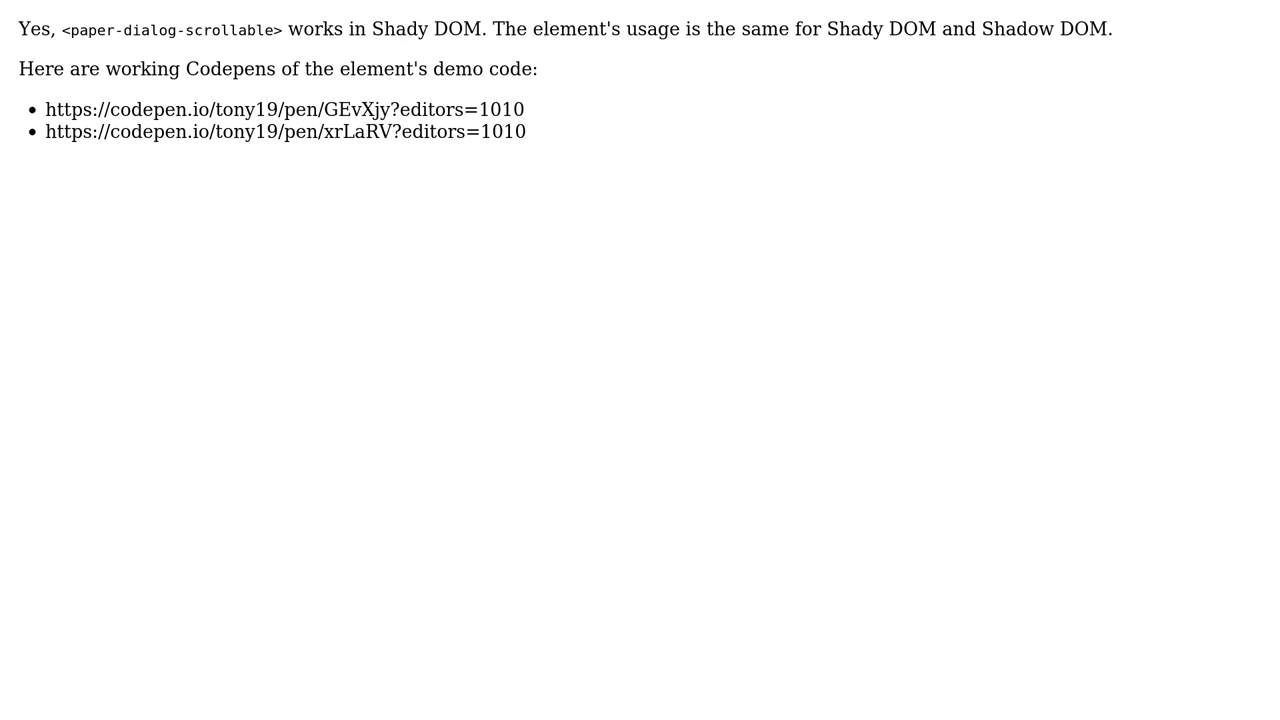 Yes, <paper-dialog-scrollable> works in Shady DOM. The element's usage is the same for Shady DOM and Shadow DOM.
Here are working Codepens of the element's demo code:
• https://codepen.io/tony19/pen/GEvXjy?editors=1010
• https://codepen.io/tony19/pen/xrLaRV?editors=1010